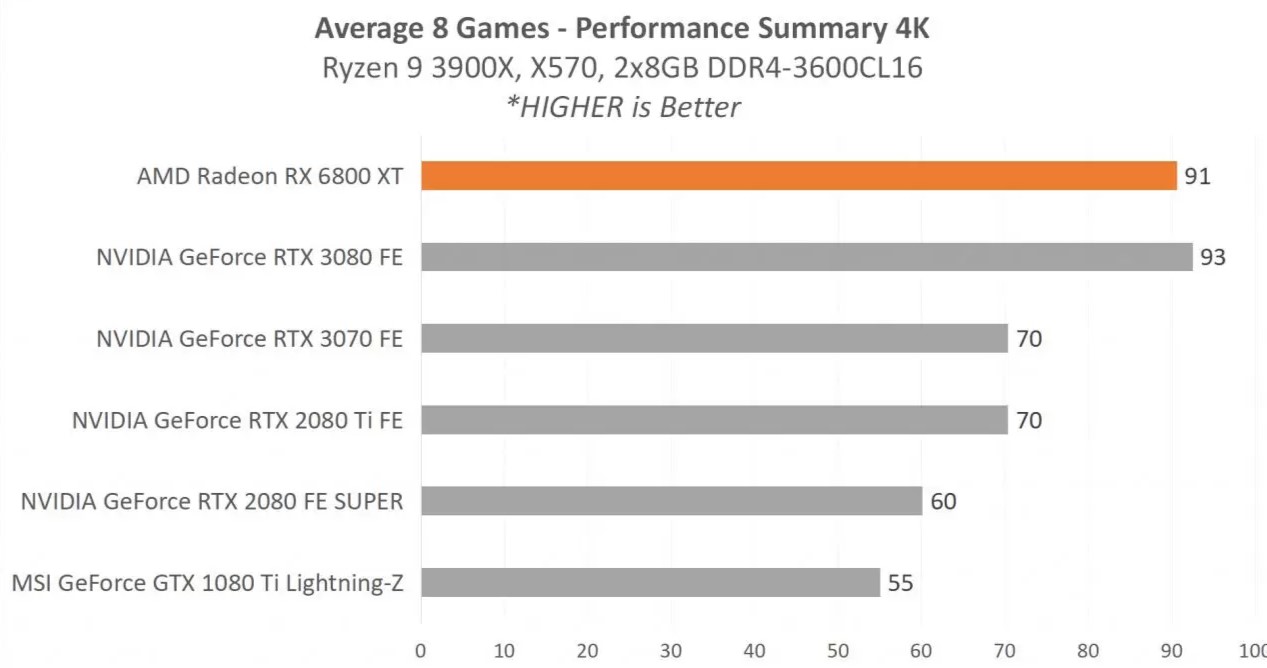 Average 8 Games - Performance Summary 4K
Ryzen 9 3900X, X570, 2x8GB DDR4-3600CL16
*HIGHER is Better
AMD Radeon RX 6800 XT 91
NVIDIA GeForce RTX 3080 FE 93
NVIDIA GeForce RTX 3070 FE 70
NVIDIA GeForce RTX 2080 Ti FE 70
NVIDIA GeForce RTX 2080 FE SUPER 60
MSI GeForce GTX 1080 Ti Lightning-Z 55
0 10 20 30 40 50 60 70 80 90 100